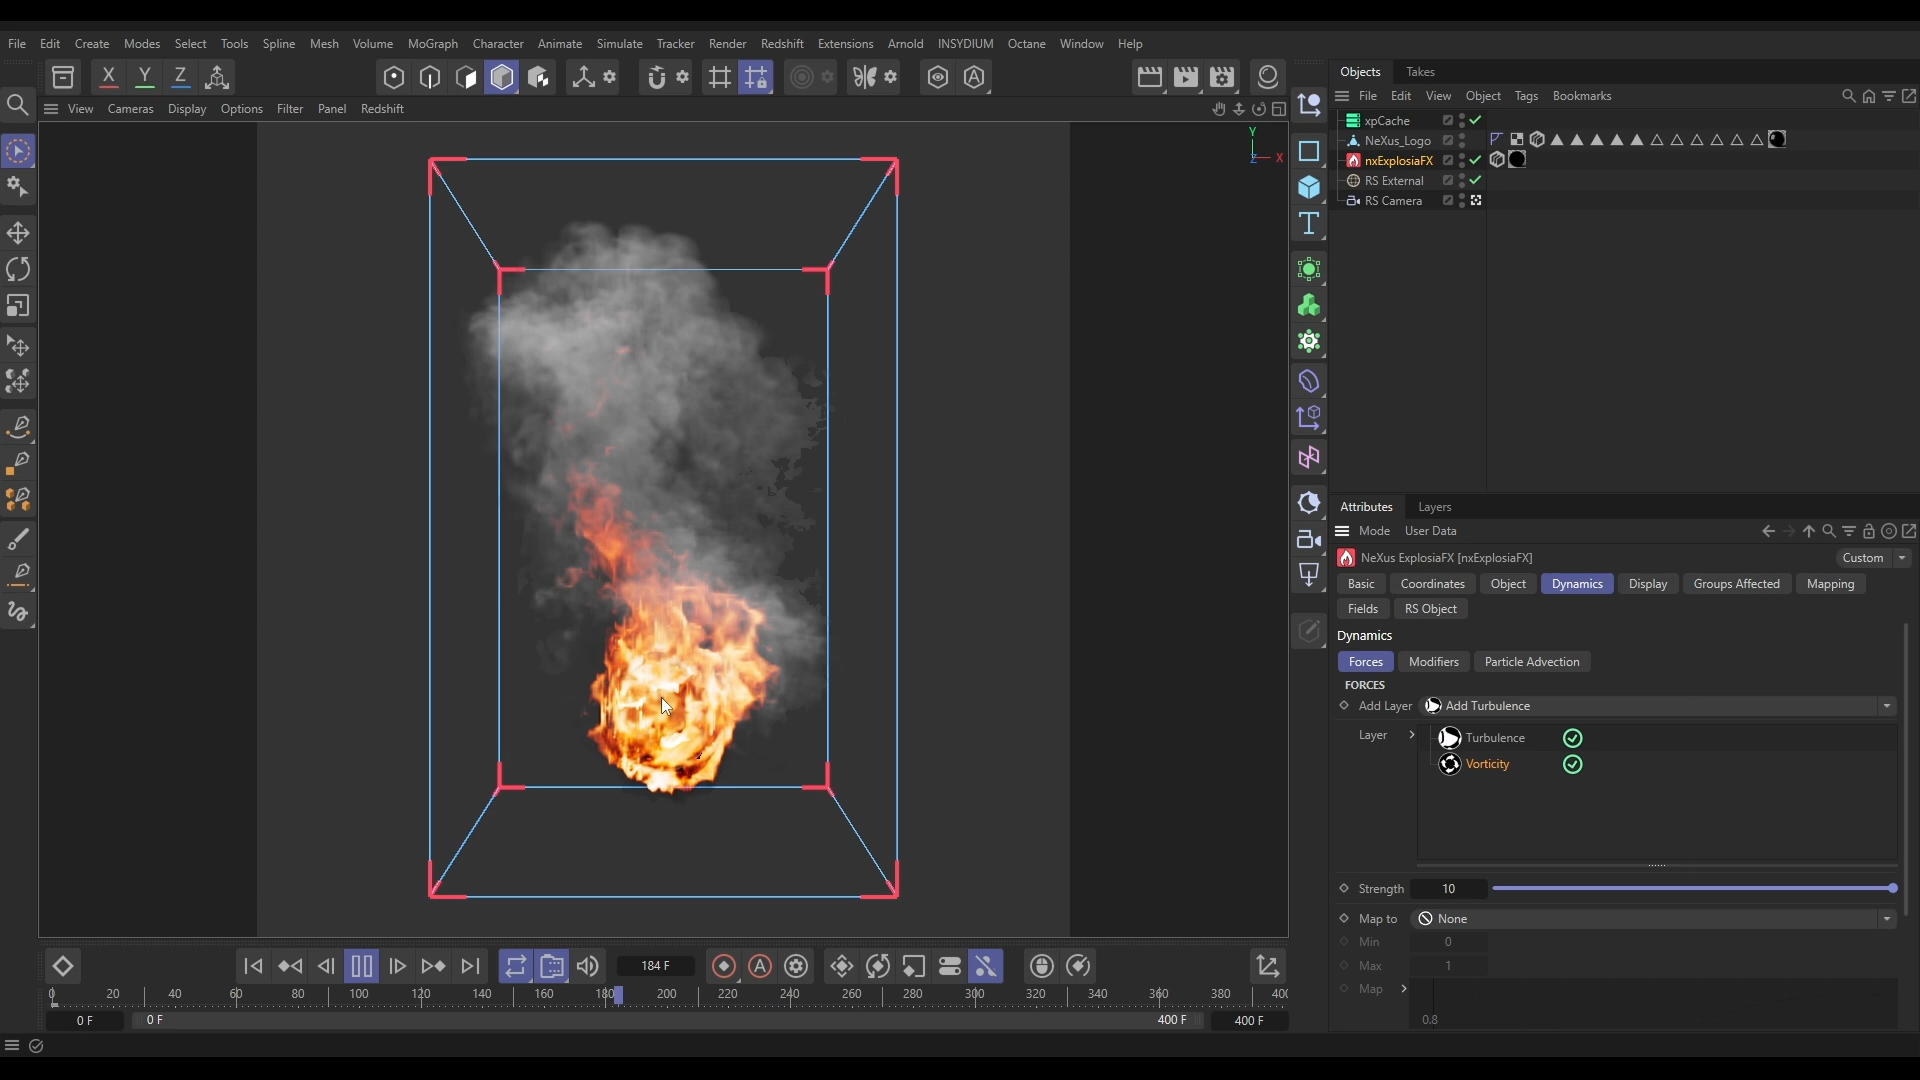 File Edit Create Modes Select Tools Spline Mesh Volume MoGraph Character Animate Simulate Tracker Render Redshift Extensions Arnold INSYDIUM Octane Window Help
X Y Z
View Cameras Display Options Filter Panel Redshift
Y
X
Z
T
Objects Takes
File Edit View Object Tags Bookmarks
xpCache
NeXus_Logo
nxExplosiaFX
RS External
RS Camera
Attributes Layers
Mode User Data
NeXus ExplosiaFX [nxExplosiaFX] Custom
Basic Coordinates Object Dynamics Display Groups Affected Mapping
Fields RS Object
Dynamics
Forces Modifiers Particle Advection
FORCES
Add Layer Add Turbulence
Layer > Turbulence
Vorticity
Strength 10
Map to None
Min 0
Max 1
Map >
0.8
184 F
0 20 40 60 80 100 120 140 160 180 200 220 240 260 280 300 320 340 360 380 400
0 F 0 F 400 F 400 F